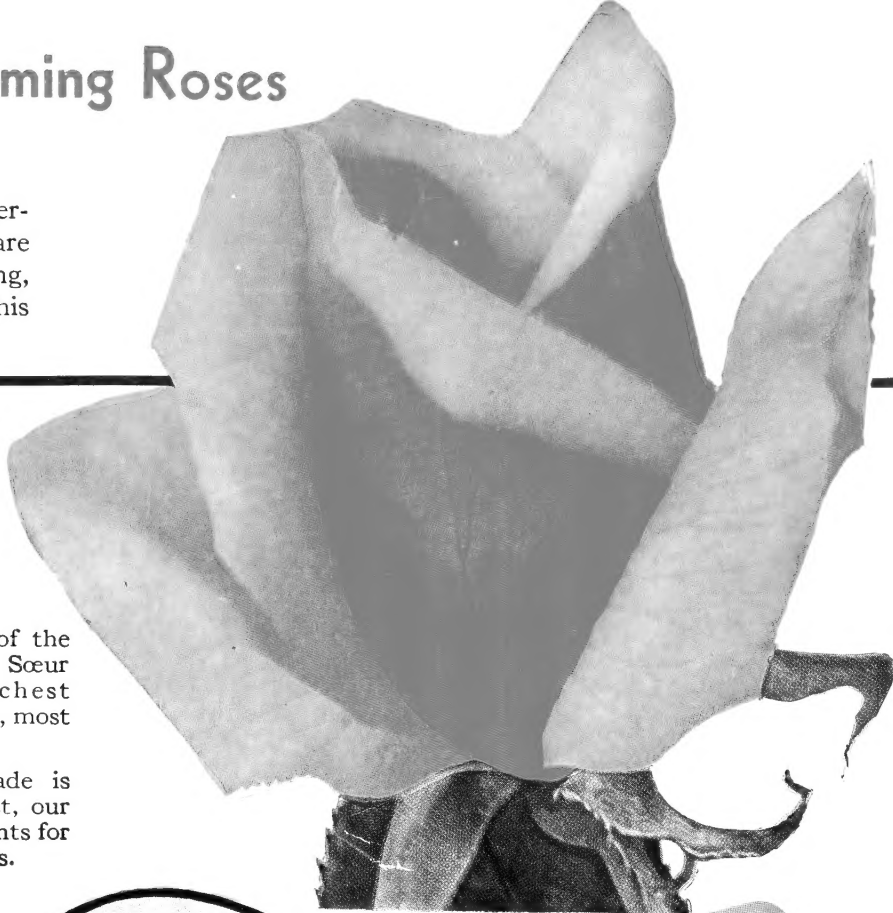 ming Roses
er-
are
ng,
his
of the
Sœur
chest
, most
ade is
t, our
nts for
s.